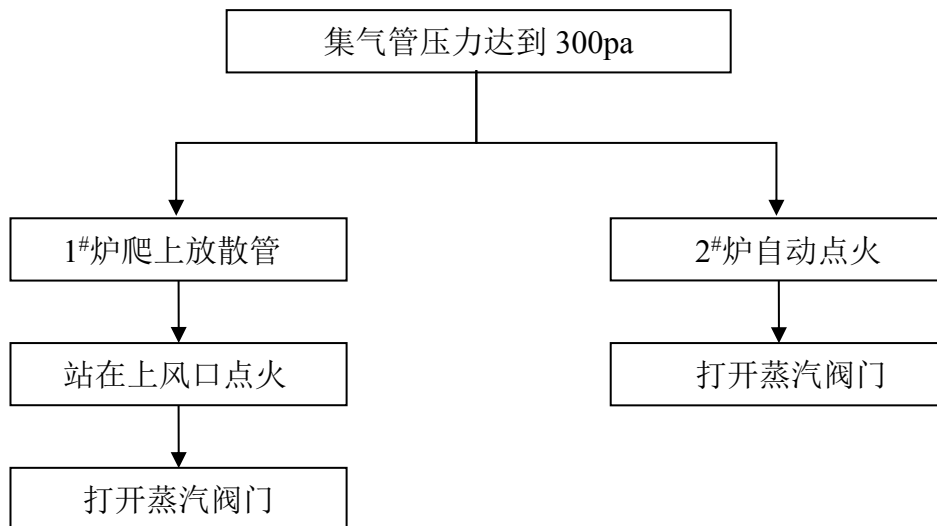 集气管压力达到 300pa
1#炉爬上放散管
2#炉自动点火
站在上风口点火
打开蒸汽阀门
打开蒸汽阀门